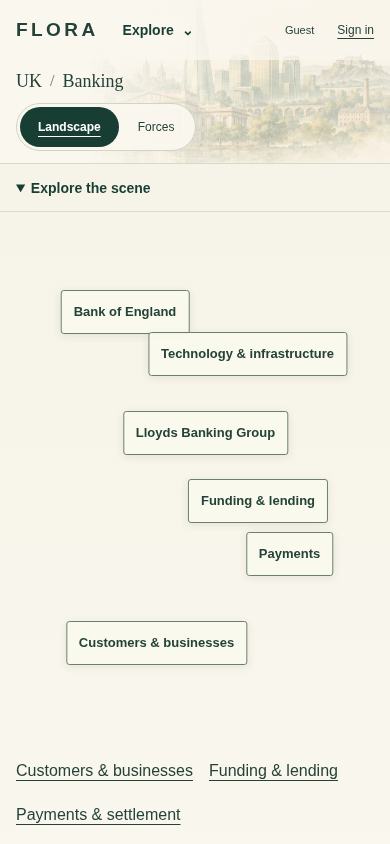 FLORA Explore Guest Sign in
UK / Banking
Landscape Forces
Explore the scene
Bank of England
Technology & infrastructure
Lloyds Banking Group
Funding & lending
Payments
Customers & businesses
Customers & businesses Funding & lending
Payments & settlement